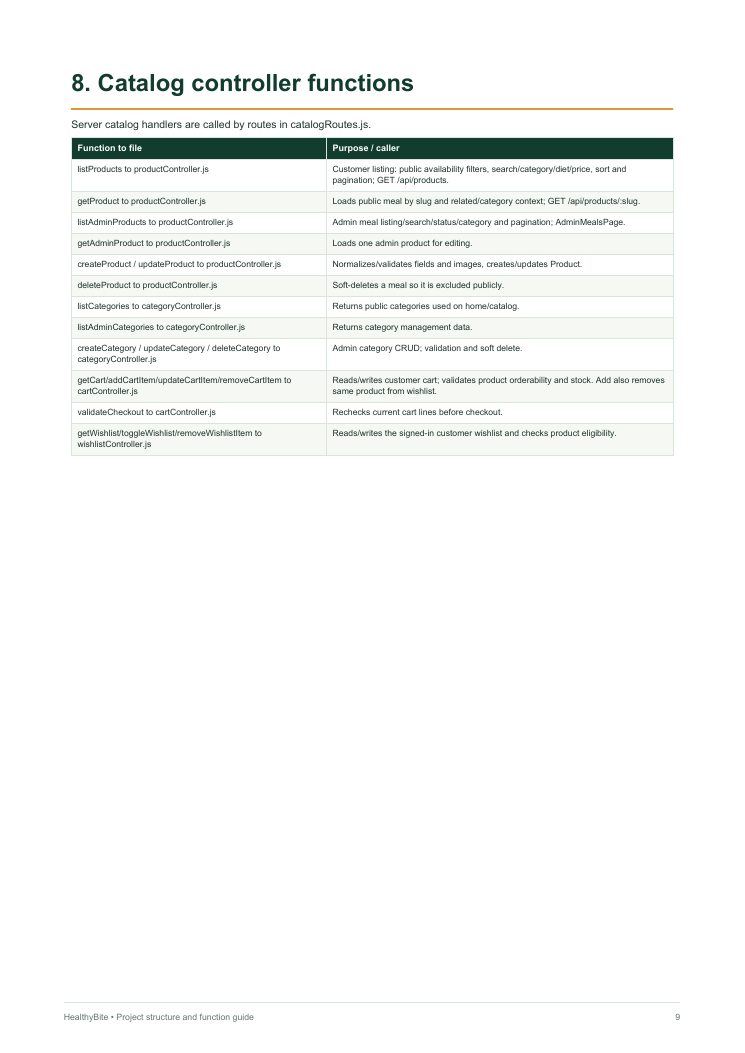 8. Catalog controller functions
Server catalog handlers are called by routes in catalogRoutes.js.
Function to file
Purpose / caller
listProducts to productController.js
Customer listing: public availability filters, search/category/diet/price, sort and
pagination; GET /api/products.
getProduct to productController.js
Loads public meal by slug and related/category context; GET /api/products/:slug.
listAdminProducts to productController.js
Admin meal listing/search/status/category and pagination; AdminMealsPage.
getAdminProduct to productController.js
Loads one admin product for editing.
createProduct / updateProduct to productController.js
Normalizes/validates fields and images, creates/updates Product.
deleteProduct to productController.js
Soft-deletes a meal so it is excluded publicly.
listCategories to categoryController.js
Returns public categories used on home/catalog.
listAdminCategories to categoryController.js
Returns category management data.
createCategory / updateCategory / deleteCategory to
categoryController.js
Admin category CRUD; validation and soft delete.
getCart/addCartItem/updateCartItem/removeCartItem to
cartController.js
Reads/writes customer cart; validates product orderability and stock. Add also removes
same product from wishlist.
validateCheckout to cartController.js
Rechecks current cart lines before checkout.
getWishlist/toggleWishlist/removeWishlistItem to
wishlistController.js
Reads/writes the signed-in customer wishlist and checks product eligibility.
HealthyBite • Project structure and function guide
9